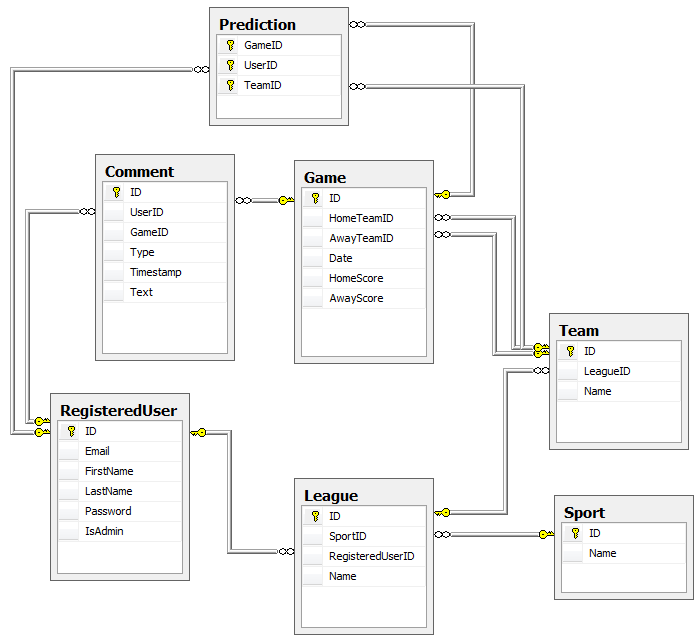 Prediction
GameID
UserID
TeamID
Comment
ID
UserID
GameID
Type
Timestamp
Text
Game
ID
HomeTeamID
AwayTeamID
Date
HomeScore
AwayScore
Team
ID
LeagueID
Name
RegisteredUser
ID
Email
FirstName
LastName
Password
IsAdmin
League
ID
SportID
RegisteredUserID
Name
Sport
ID
Name